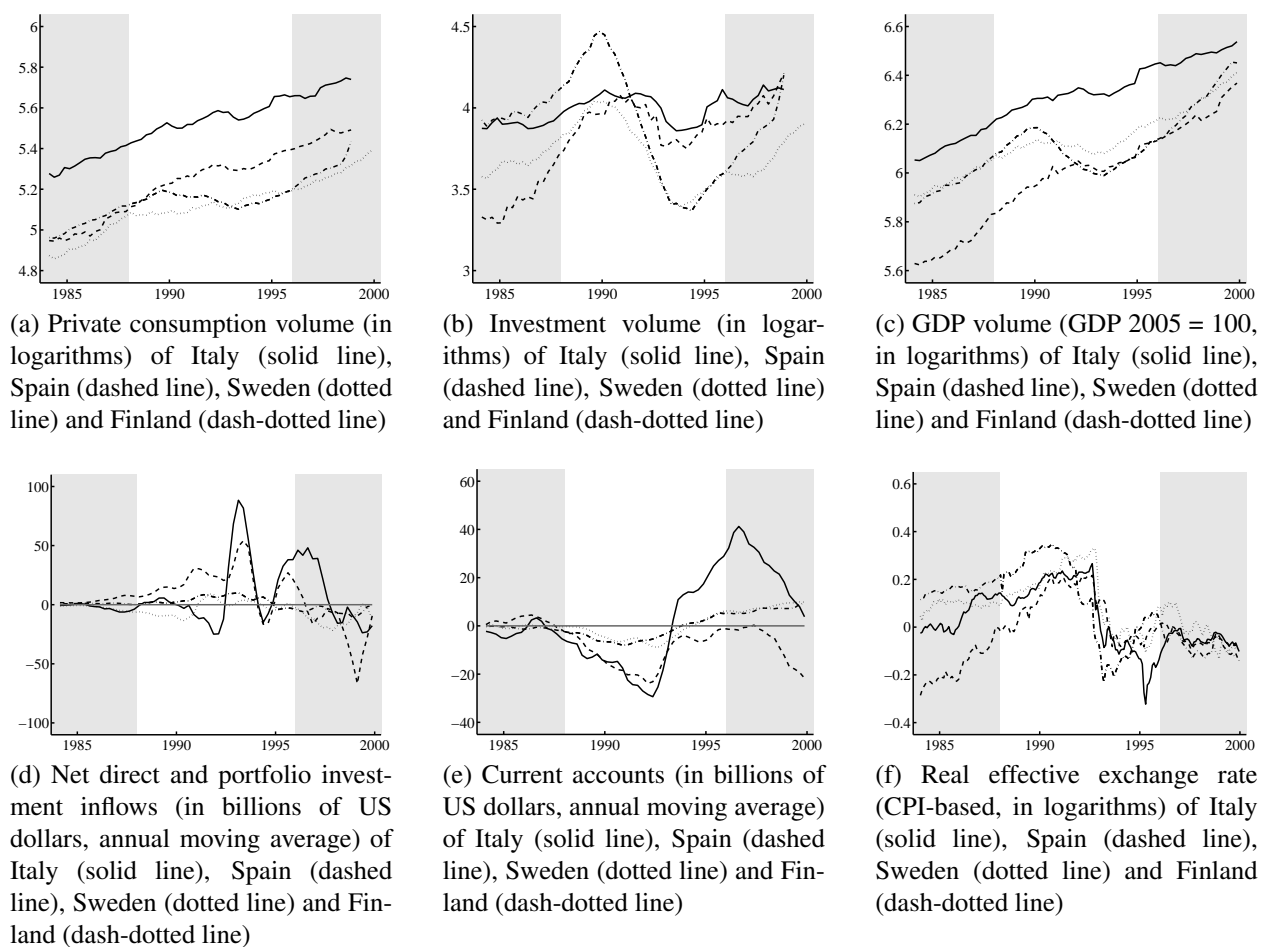 6
5.8
5.6
5.4
5.2
5
4.8
1985 1990 1995 2000
(a) Private consumption volume (in
logarithms) of Italy (solid line),
Spain (dashed line), Sweden (dotted
line) and Finland (dash-dotted line)
4.5
4
3.5
3
1985 1990 1995 2000
(b) Investment volume (in logar-
ithms) of Italy (solid line), Spain
(dashed line), Sweden (dotted line)
and Finland (dash-dotted line)
6.6
6.4
6.2
6
5.8
5.6
1985 1990 1995 2000
(c) GDP volume (GDP 2005 = 100,
in logarithms) of Italy (solid line),
Spain (dashed line), Sweden (dotted
line) and Finland (dash-dotted line)
100
50
0
−50
−100
1985 1990 1995 2000
(d) Net direct and portfolio invest-
ment inflows (in billions of US
dollars, annual moving average) of
Italy (solid line), Spain (dashed
line), Sweden (dotted line) and Fin-
land (dash-dotted line)
60
40
20
0
−20
−40
1985 1990 1995 2000
(e) Current accounts (in billions of
US dollars, annual moving average)
of Italy (solid line), Spain (dashed
line), Sweden (dotted line) and Fin-
land (dash-dotted line)
0.6
0.4
0.2
0
−0.2
−0.4
1985 1990 1995 2000
(f) Real effective exchange rate
(CPI-based, in logarithms) of Italy
(solid line), Spain (dashed line),
Sweden (dotted line) and Finland
(dash-dotted line)